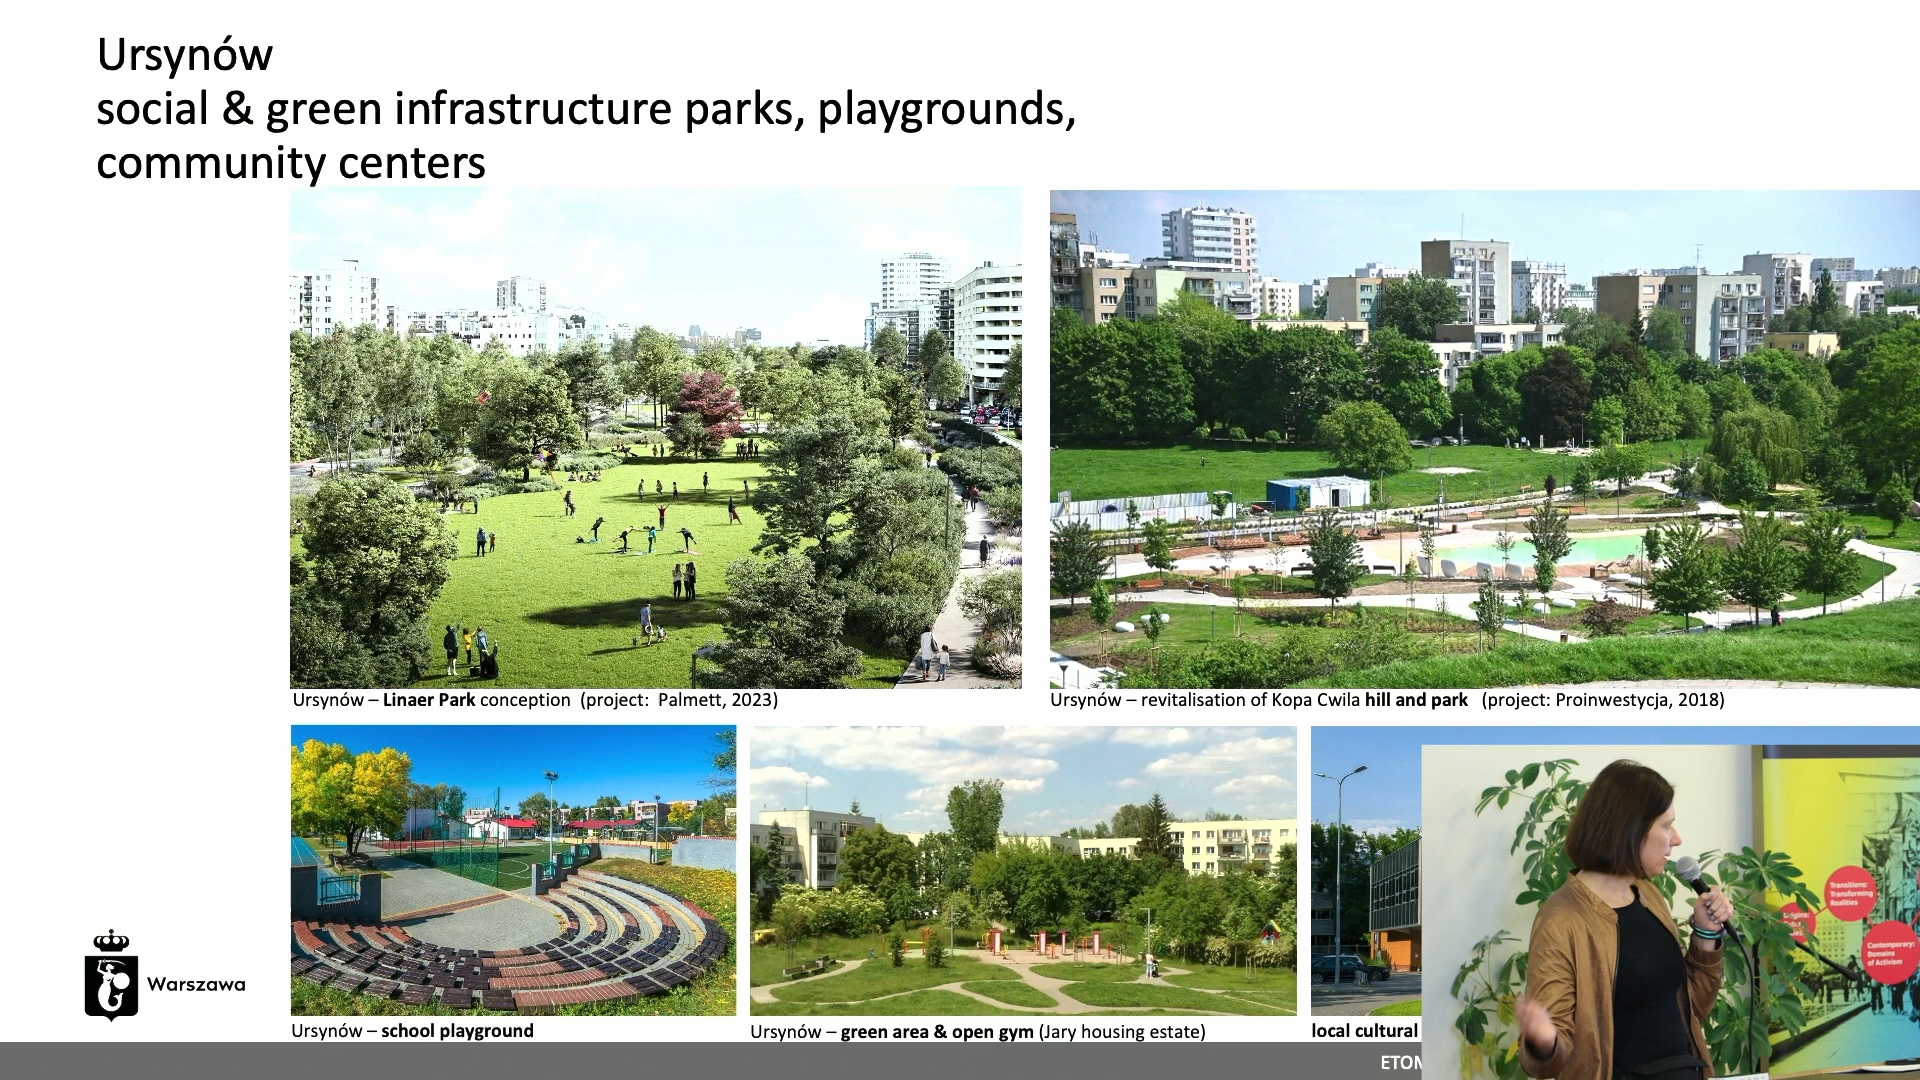 Ursynów
social & green infrastructure parks, playgrounds,
community centers
Ursynów – Linaer Park conception (project: Palmett, 2023)
Ursynów – revitalisation of Kopa Cwila hill and park (project: Proinwestycja, 2018)
Ursynów – school playground
Ursynów – green area & open gym (Jary housing estate)
local cultural
Warszawa
Transitions:
Transforming
Realities
Contemporary:
Domains
of Activism